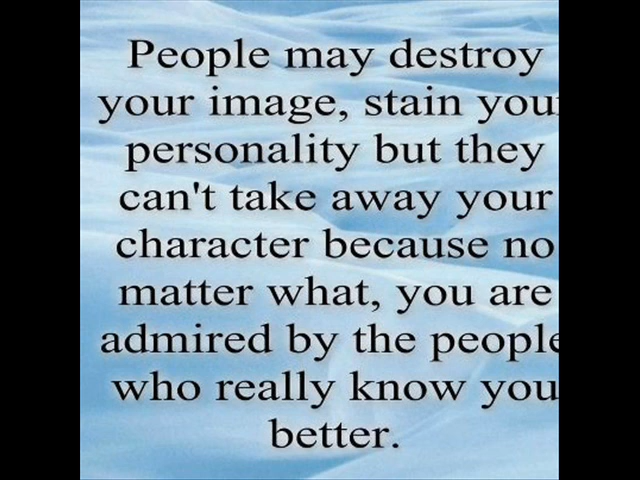 People may destroy
your image, stain your
personality but they
can't take away your
character because no
matter what, you are
admired by the people
who really know you
better.